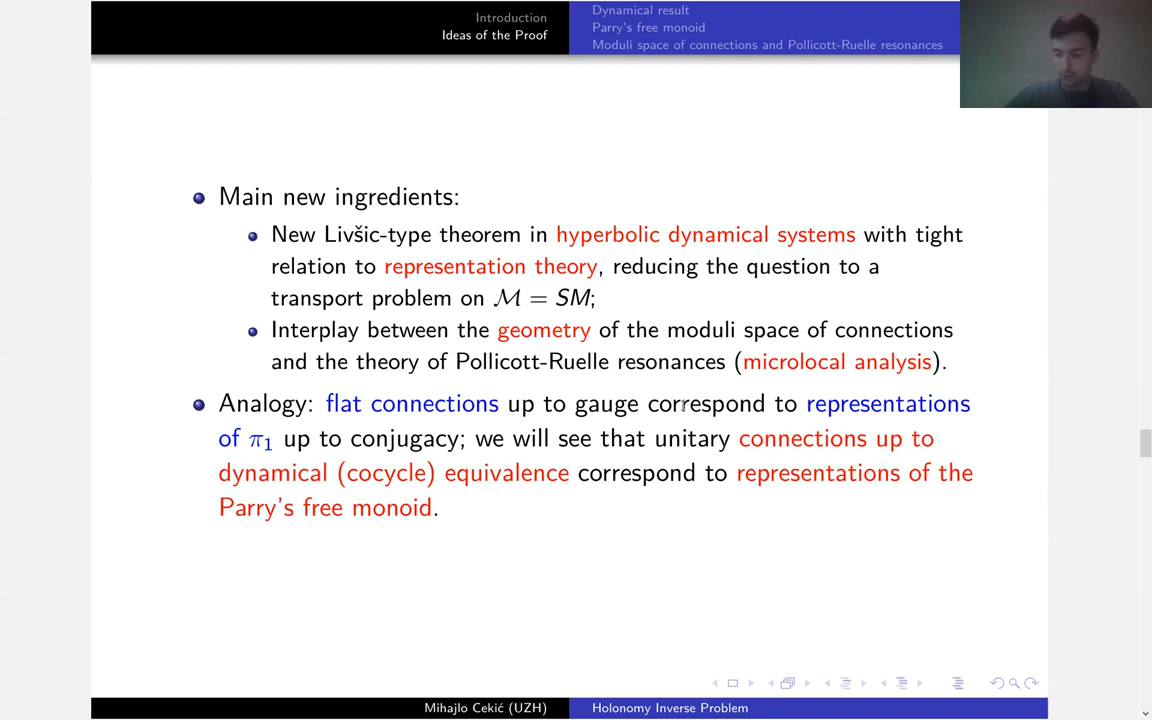 Introduction
Ideas of the Proof
Dynamical result
Parry's free monoid
Moduli space of connections and Pollicott-Ruelle resonances
Main new ingredients:
New Livšic-type theorem in hyperbolic dynamical systems with tight
relation to representation theory, reducing the question to a
transport problem on ℳ = SM;
Interplay between the geometry of the moduli space of connections
and the theory of Pollicott-Ruelle resonances (microlocal analysis).
Analogy: flat connections up to gauge correspond to representations
of π₁ up to conjugacy; we will see that unitary connections up to
dynamical (cocycle) equivalence correspond to representations of the
Parry's free monoid.
Mihajlo Cekić (UZH)
Holonomy Inverse Problem